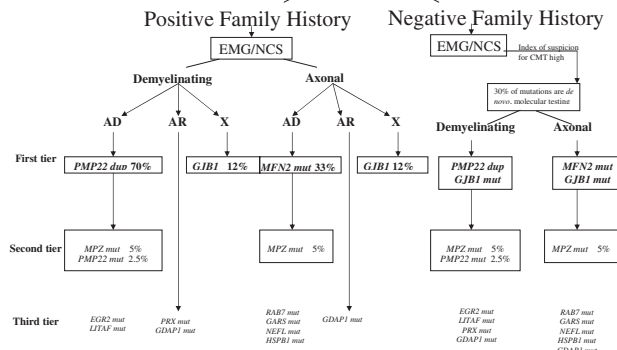 Positive Family History
Negative Family History
EMG/NCS
EMG/NCS
Index of suspicion
for CMT high
Demyelinating
Axonal
30% of mutations are de
novo, molecular testing
AD
AR
X
AD
AR
X
Demyelinating
Axonal
First tier
PMP22 dup 70%
GJB1 12%
MFN2 mut 33%
GJB1 12%
PMP22 dup
GJB1 mut
MFN2 mut
GJB1 mut
Second tier
MPZ mut 5%
PMP22 mut 2.5%
MPZ mut 5%
MPZ mut 5%
PMP22 mut 2.5%
MPZ mut 5%
Third tier
EGR2 mut
LITAF mut
PRX mut
GDAP1 mut
RAB7 mut
GARS mut
NEFL mut
HSPB1 mut
GDAP1 mut
EGR2 mut
LITAF mut
PRX mut
GDAP1 mut
RAB7 mut
GARS mut
NEFL mut
HSPB1 mut
GDAP1 mut